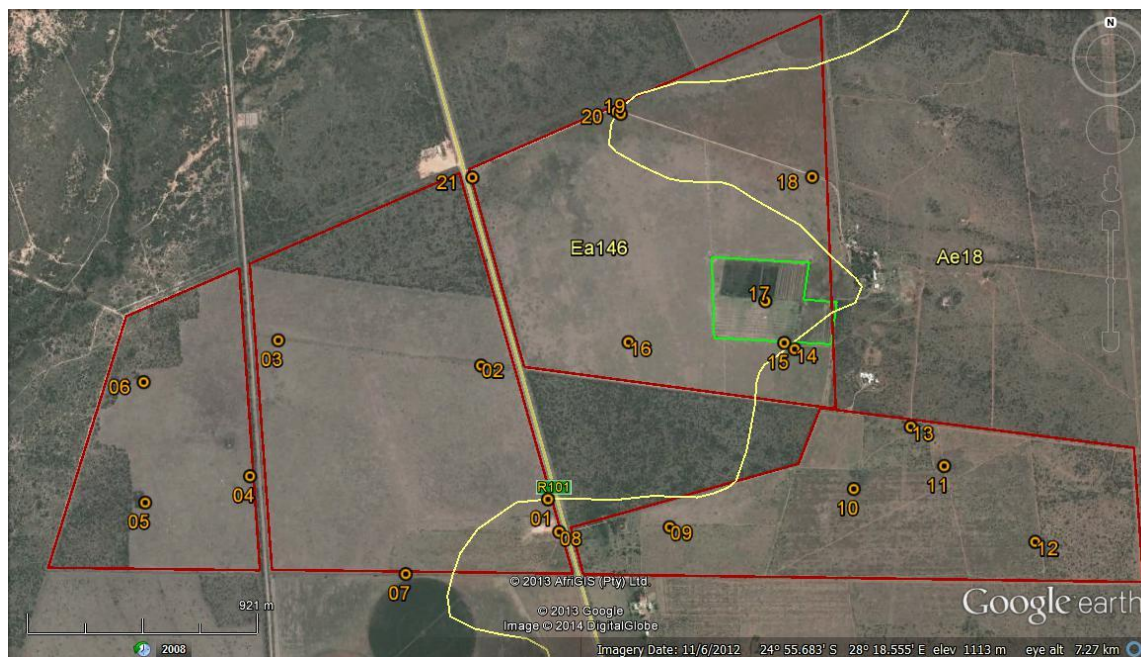 N
19
20
21
18
Ea146
Ae18
17
03
02
16
15
14
06
13
04
R101
11
10
05
01
09
08
12
07
© 2013 AfriGIS (Pty) Ltd.
921 m
© 2013 Google
Image © 2014 DigitalGlobe
Google earth
2008
Imagery Date: 11/6/2012 24° 55.683' S 28° 18.555' E elev 1113 m eye alt 7.27 km